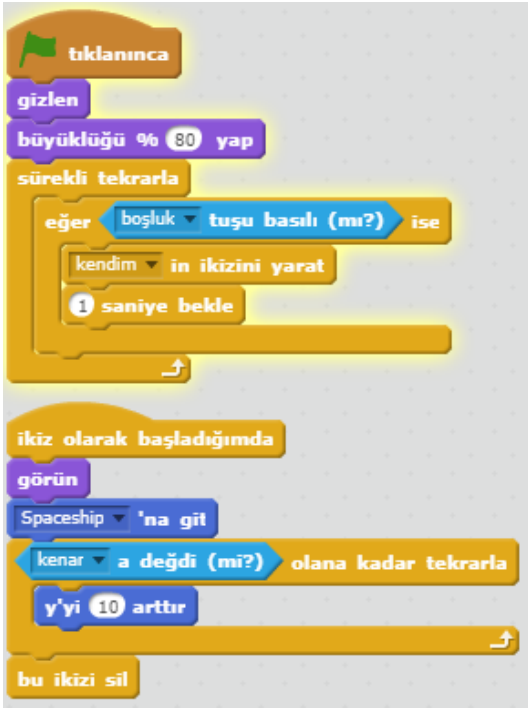 tıklanınca
gizlen
büyüklüğü % 80 yap
sürekli tekrarla
eğer boşluk tuşu basılı (mı?) ise
kendim in ikizini yarat
1 saniye bekle
ikiz olarak başladığımda
görün
Spaceship 'na git
kenar a değdi (mi?) olana kadar tekrarla
y'yi 10 arttır
bu ikizi sil